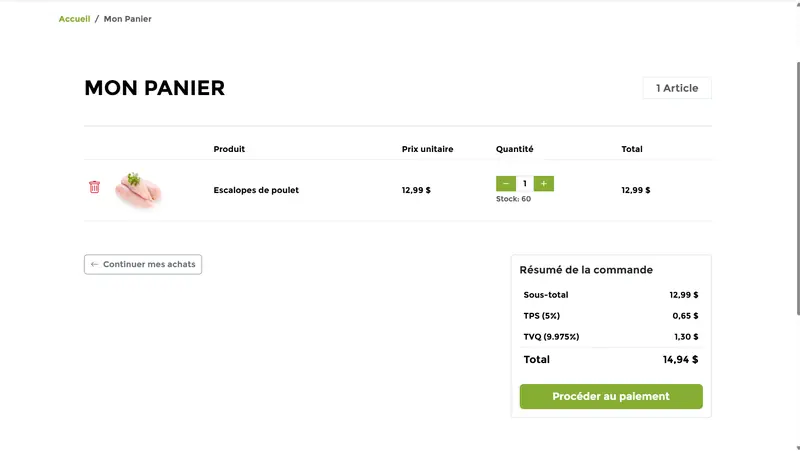 Accueil / Mon Panier
MON PANIER
1 Article
Produit Prix unitaire Quantité Total
Escalopes de poulet 12,99 $ − 1 + 12,99 $
Stock: 60
← Continuer mes achats
Résumé de la commande
Sous-total 12,99 $
TPS (5%) 0,65 $
TVQ (9.975%) 1,30 $
Total 14,94 $
Procéder au paiement